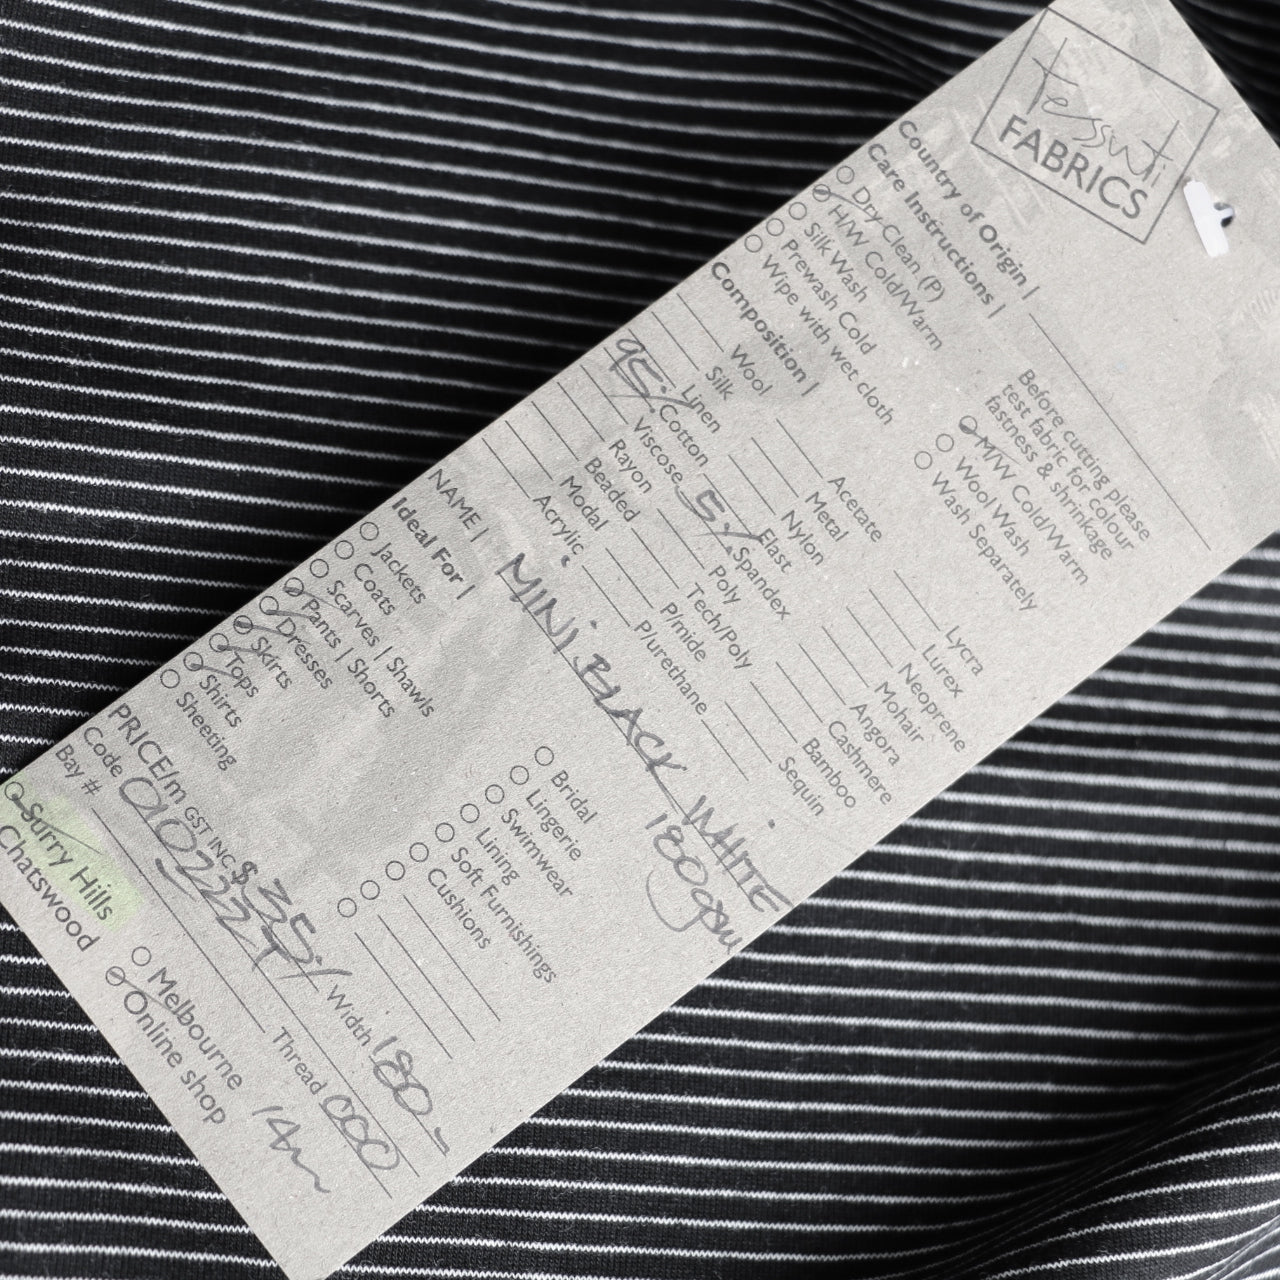 tessuti
FABRICS
Country of Origin |
Care Instructions |
Before cutting please
test fabric for colour
fastness & shrinkage
Dry Clean (P)
H/W Cold/Warm
Silk Wash
Prewash Cold
Wipe with wet cloth
M/W Cold/Warm
Wool Wash
Wash Separately
Composition |
Wool
Silk
Linen
95% Cotton
Viscose
Rayon
Beaded
Modal
Acrylic
Acetate
Metal
Nylon
Elast
5% Spandex
Poly
Tech/Poly
P/mide
P/urethane
Lycra
Lurex
Neoprene
Mohair
Angora
Cashmere
Bamboo
Sequin
NAME | MINI BLACK WHITE
180gsm
Ideal For |
Jackets
Coats
Scarves | Shawls
Pants | Shorts
Dresses
Skirts
Tops
Shirts
Sheeting
Bridal
Lingerie
Swimwear
Lining
Soft Furnishings
Cushions
PRICE/m GST INC $35 Width 180
Code 010222T Thread
Bay #
Surry Hills
Chatswood
Melbourne
Online shop
14m